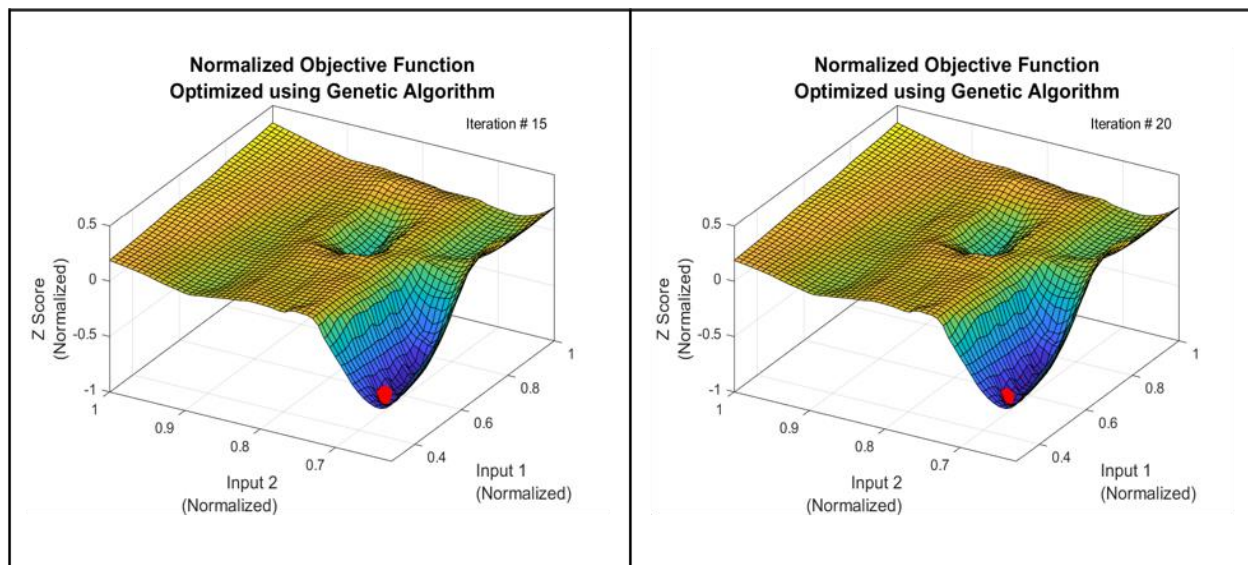 Normalized Objective Function
Optimized using Genetic Algorithm
Iteration # 15
0.5
0
-0.5
-1
Z Score
(Normalized)
1
0.9
0.8
0.7
Input 2
(Normalized)
0.4
0.6
0.8
1
Input 1
(Normalized)
Normalized Objective Function
Optimized using Genetic Algorithm
Iteration # 20
0.5
0
-0.5
-1
Z Score
(Normalized)
1
0.9
0.8
0.7
Input 2
(Normalized)
0.4
0.6
0.8
1
Input 1
(Normalized)